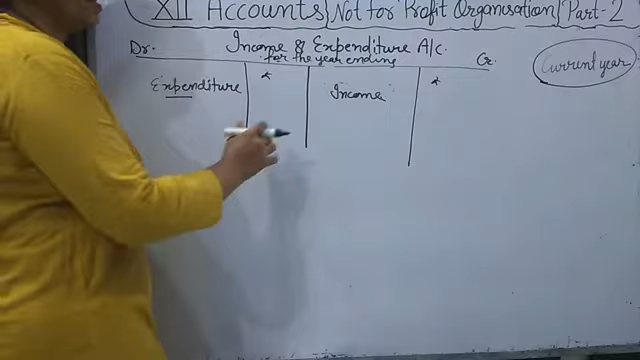 XII Accounts | Not for Profit Organisation | Part-2
Income & Expenditure A/c.
for the year ending
Dr. Cr.
Current year
Expenditure Income